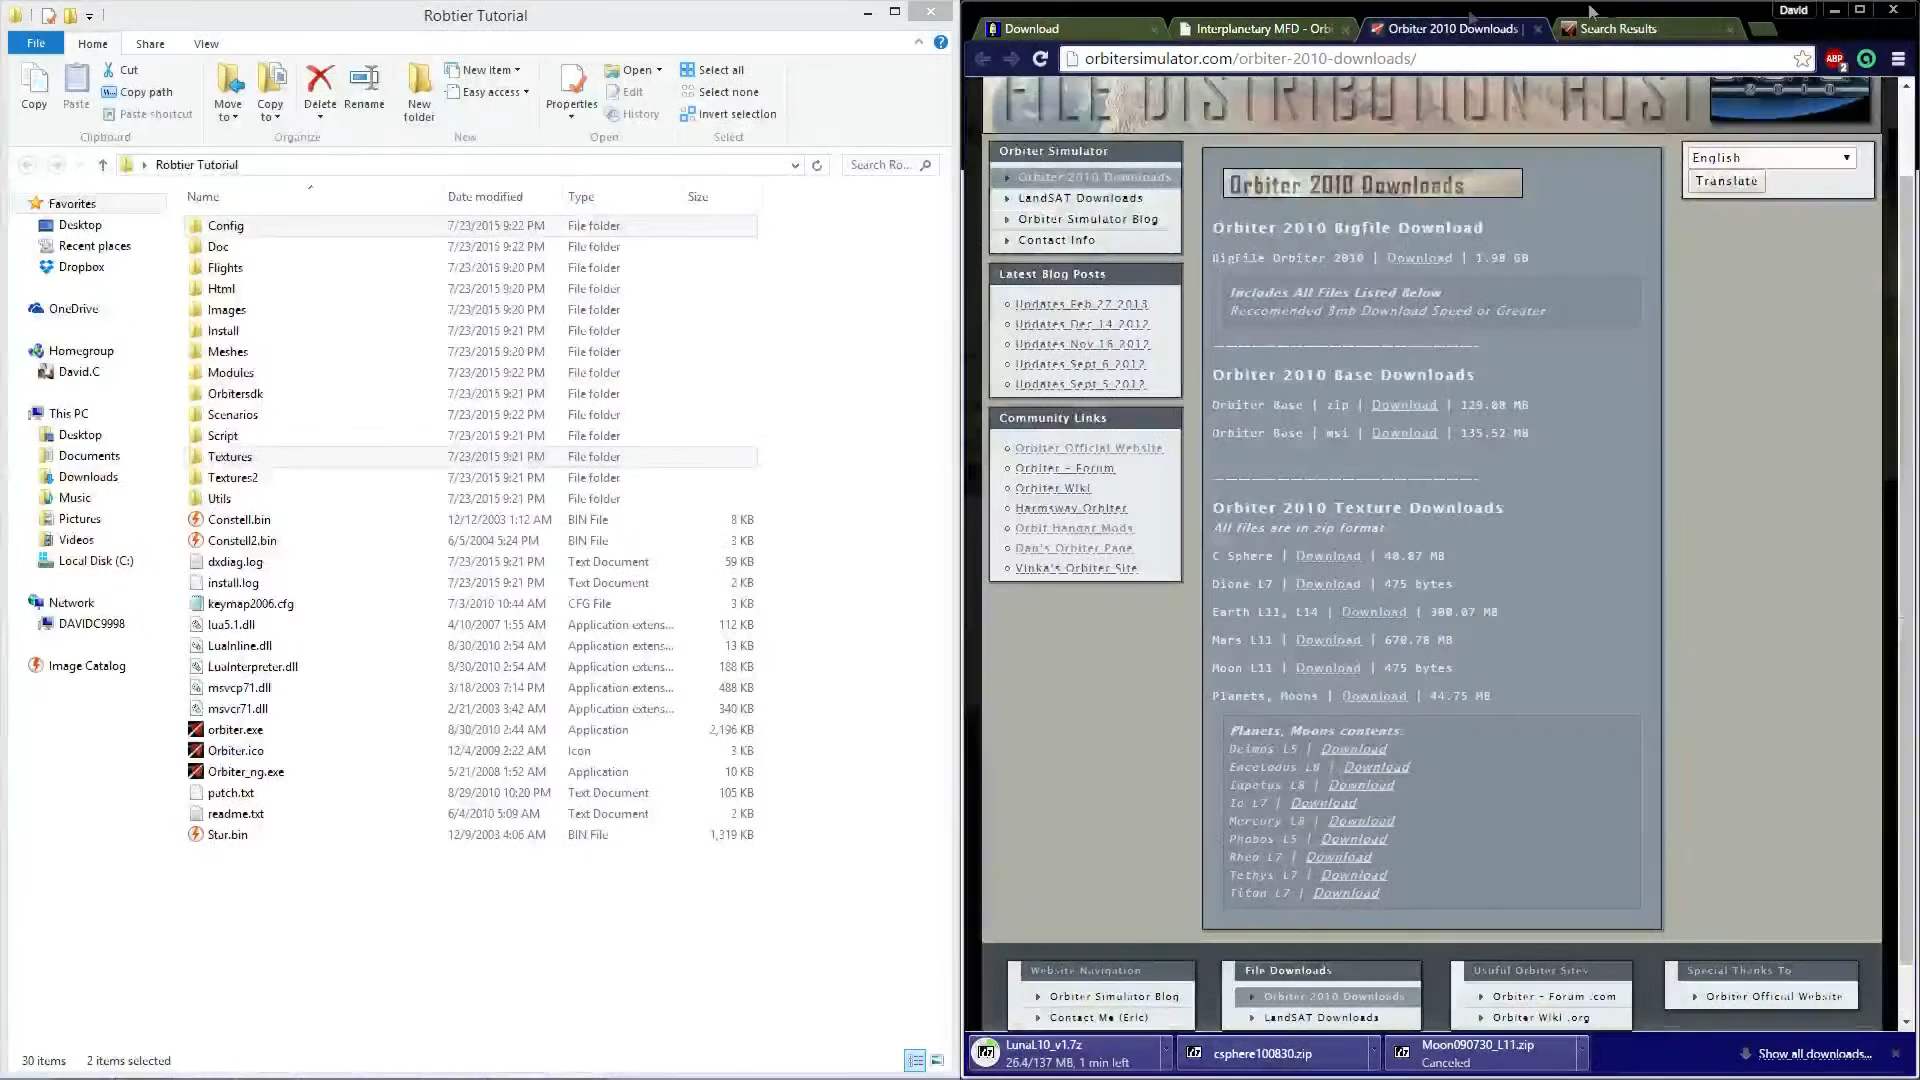 Robtier Tutorial
File
Home
Share
View
Copy
Paste
Cut
Copy path
Paste shortcut
Clipboard
Move to
Copy to
Delete
Rename
Organize
New folder
New Item
Easy access
New
Properties
Open
Edit
History
Open
Select all
Select none
Invert selection
Select
Robtier Tutorial
Search Ro...
Favorites
Desktop
Recent places
Dropbox
OneDrive
Homegroup
David.C
This PC
Desktop
Documents
Downloads
Music
Pictures
Videos
Local Disk (C:)
Network
DAVIDC9998
Image Catalog
Name Date modified Type Size
Config 7/23/2015 9:22 PM File folder
Doc 7/23/2015 9:22 PM File folder
Flights 7/23/2015 9:20 PM File folder
Html 7/23/2015 9:20 PM File folder
Images 7/23/2015 9:20 PM File folder
Install 7/23/2015 9:21 PM File folder
Meshes 7/23/2015 9:20 PM File folder
Modules 7/23/2015 9:22 PM File folder
Orbitersdk 7/23/2015 9:21 PM File folder
Scenarios 7/23/2015 9:22 PM File folder
Script 7/23/2015 9:21 PM File folder
Textures 7/23/2015 9:21 PM File folder
Textures2 7/23/2015 9:21 PM File folder
Utils 7/23/2015 9:21 PM File folder
Constell.bin 12/12/2003 1:12 AM BIN File 8 KB
Constell2.bin 6/5/2004 5:24 PM BIN File 3 KB
dxdiag.log 7/23/2015 9:21 PM Text Document 59 KB
install.log 7/23/2015 9:21 PM Text Document 2 KB
keymap2006.cfg 7/3/2010 10:44 AM CFG File 3 KB
lua5.1.dll 4/10/2007 1:55 AM Application extens... 112 KB
LuaInline.dll 8/30/2010 2:54 AM Application extens... 13 KB
LuaInterpreter.dll 8/30/2010 2:54 AM Application extens... 188 KB
msvcp71.dll 3/18/2003 7:14 PM Application extens... 488 KB
msvcr71.dll 2/21/2003 3:42 AM Application extens... 340 KB
orbiter.exe 8/30/2010 2:44 AM Application 2,196 KB
Orbiter.ico 12/4/2009 2:22 AM Icon 3 KB
Orbiter_ng.exe 5/21/2008 1:52 AM Application 10 KB
patch.txt 8/29/2010 10:20 PM Text Document 105 KB
readme.txt 6/4/2010 5:09 AM Text Document 2 KB
Star.bin 12/9/2003 4:06 AM BIN File 1,319 KB
30 items 2 items selected
David
Download
Interplanetary MFD - Orbi
Orbiter 2010 Downloads |
Search Results
orbitersimulator.com/orbiter-2010-downloads/
ABP
2
FILE DISTRIBUTION HOST
2010
Orbiter Simulator
Orbiter 2010 Downloads
LandSAT Downloads
Orbiter Simulator Blog
Contact Info
Latest Blog Posts
Updates Feb 27 2013
Updates Dec 14 2012
Updates Nov 16 2012
Updates Sept 6 2012
Updates Sept 5 2012
Community Links
Orbiter Official Website
Orbiter - Forum
Orbiter Wiki
Harmsway Orbiter
Orbit Hangar Mods
Dan's Orbiter Page
Vinka's Orbiter Site
Orbiter 2010 Downloads
Orbiter 2010 Bigfile Download
BigFile Orbiter 2010 | Download | 1.98 GB
Includes All Files Listed Below
Reccomended 3mb Download Speed or Greater
Orbiter 2010 Base Downloads
Orbiter Base | zip | Download | 129.08 MB
Orbiter Base | msi | Download | 135.52 MB
Orbiter 2010 Texture Downloads
All files are in zip format
C Sphere | Download | 40.87 MB
Dione L7 | Download | 475 bytes
Earth L11, L14 | Download | 300.07 MB
Mars L11 | Download | 670.78 MB
Moon L11 | Download | 475 bytes
Planets, Moons | Download | 44.75 MB
Planets, Moons contents:
Deimos L5 | Download
Enceladus L8 | Download
Iapetus L8 | Download
Io L7 | Download
Mercury L8 | Download
Phobos L5 | Download
Rhea L7 | Download
Tethys L7 | Download
Titan L7 | Download
English
Translate
Website Navigation
Orbiter Simulator Blog
Contact Me (Eric)
File Downloads
Orbiter 2010 Downloads
LandSAT Downloads
Useful Orbiter Sites
Orbiter - Forum .com
Orbiter Wiki .org
Special Thanks To
Orbiter Official Website
LunaL10_v1.7z
26.4/137 MB, 1 min left
csphere100830.zip
Moon090730_L11.zip
Canceled
Show all downloads...